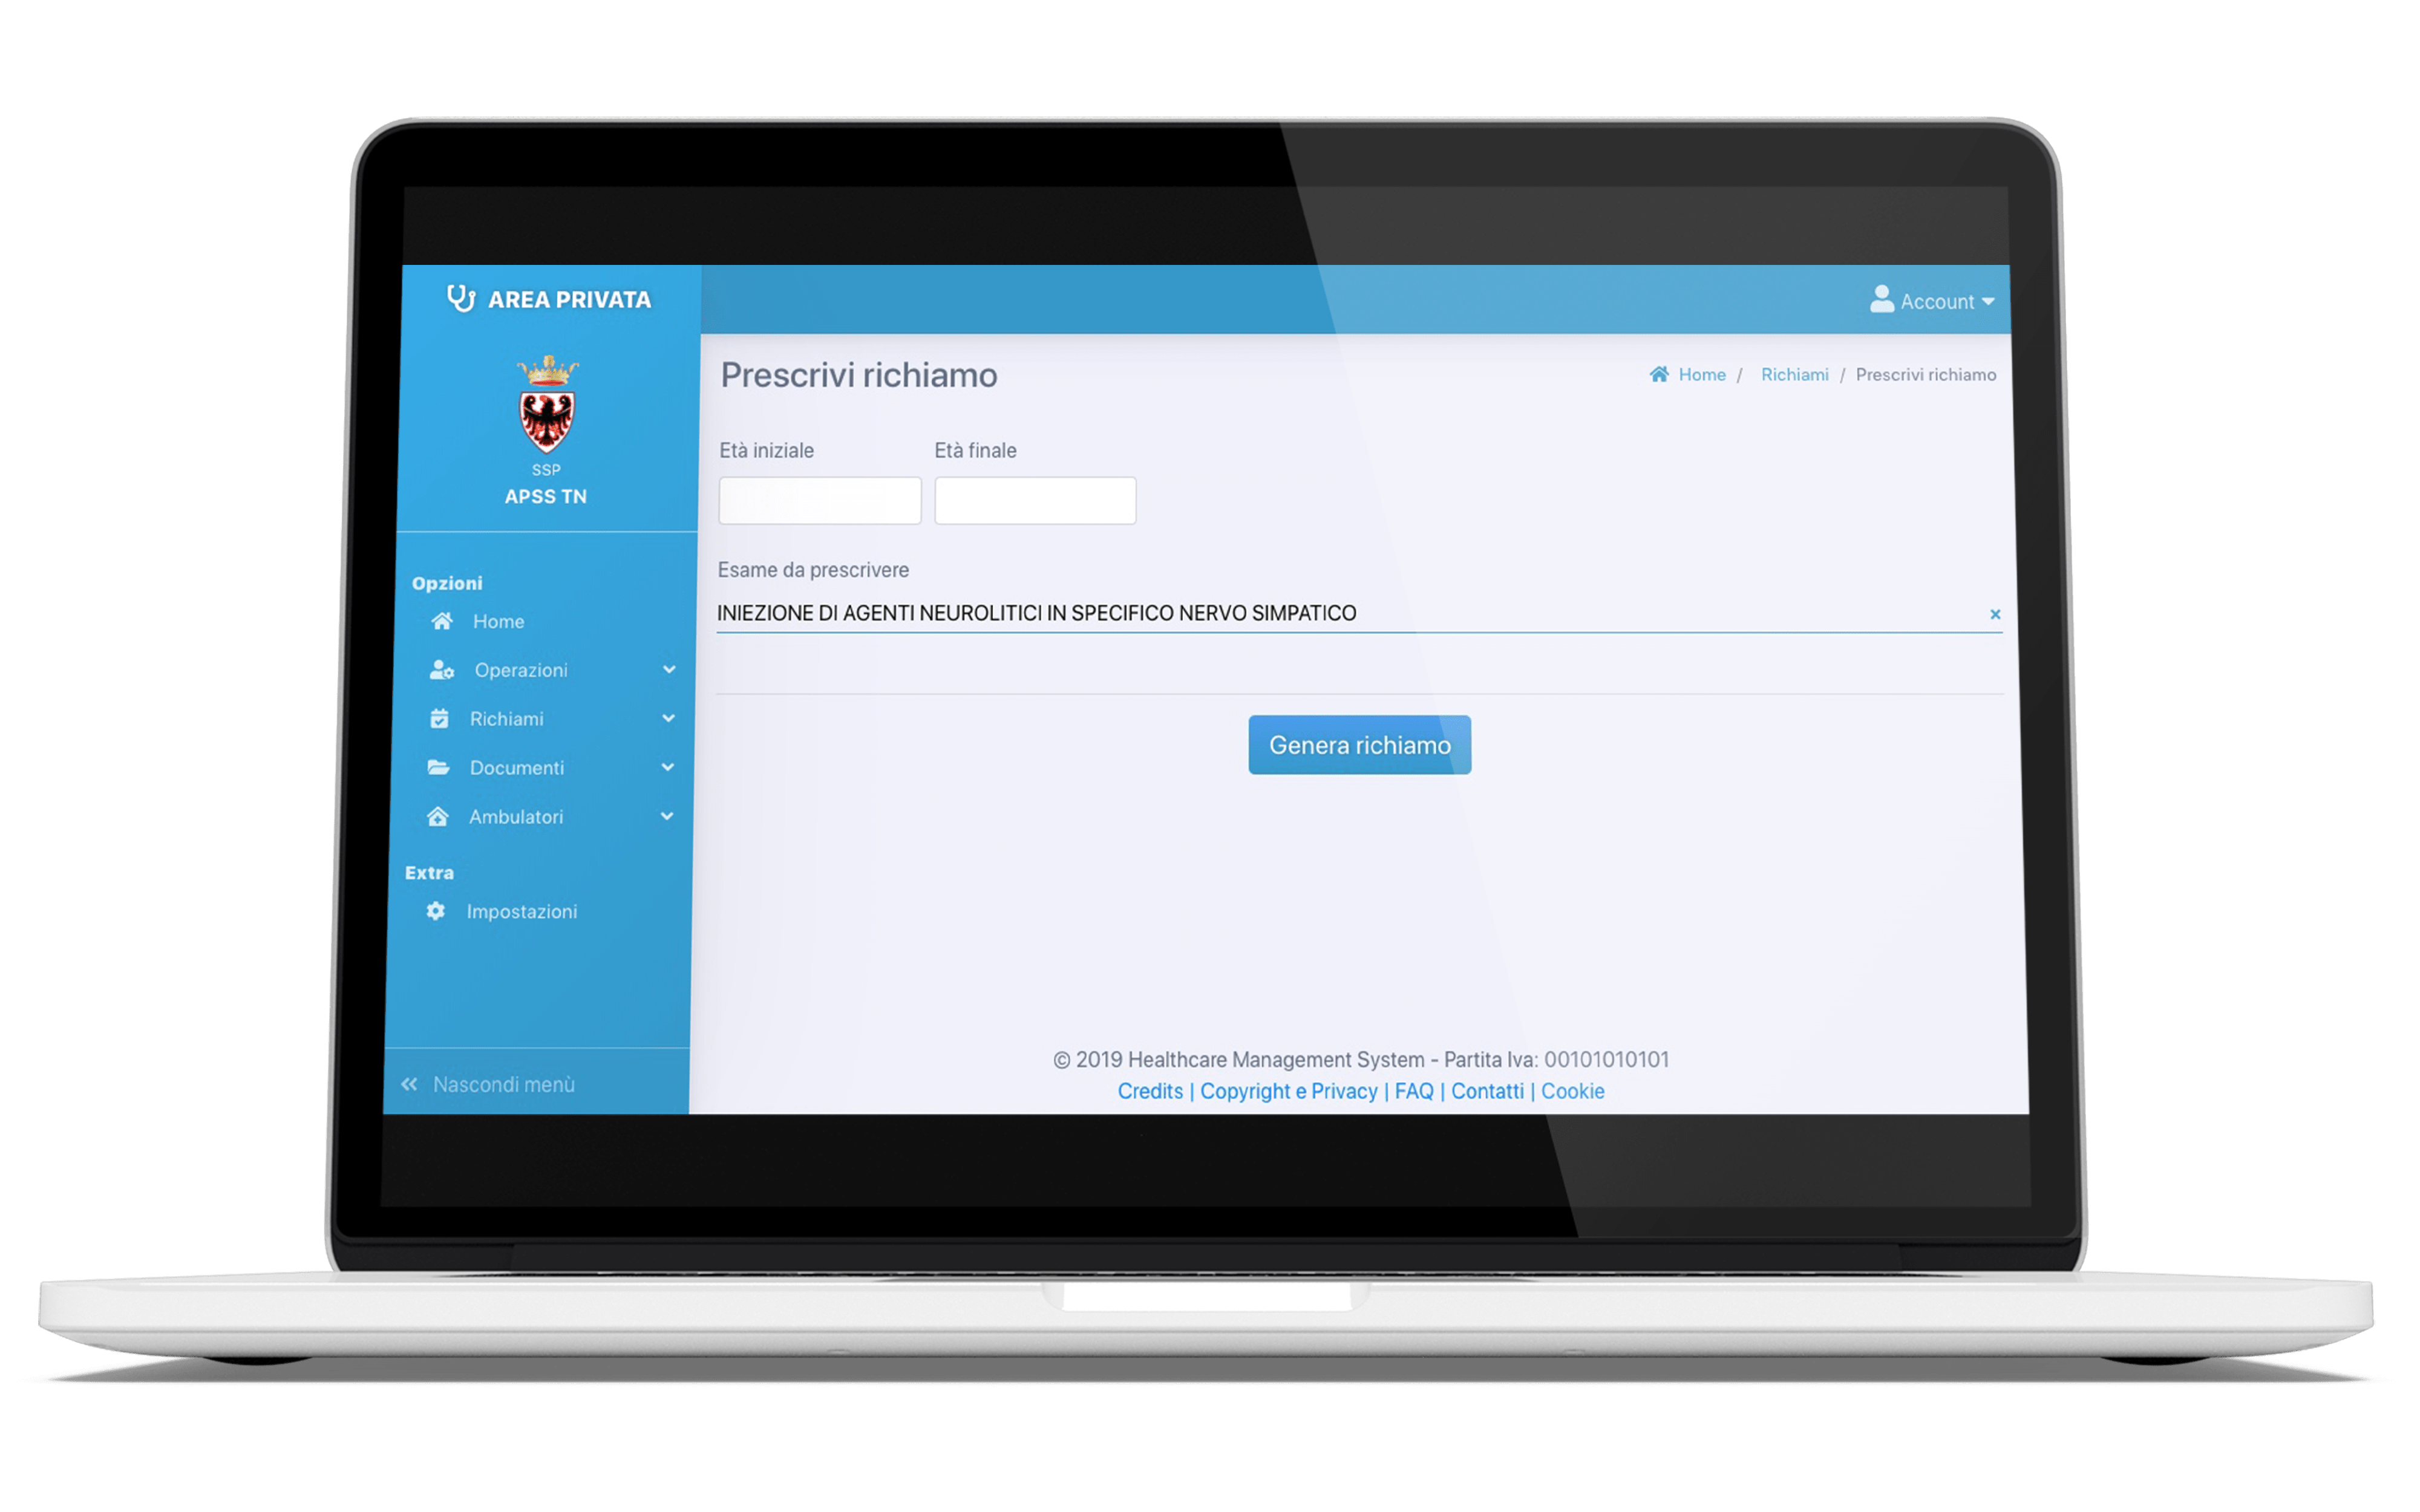 AREA PRIVATA
Account
SSP
APSS TN
Opzioni
Home
Operazioni
Richiami
Documenti
Ambulatori
Extra
Impostazioni
Nascondi menù
Prescrivi richiamo
Home / Richiami / Prescrivi richiamo
Età iniziale Età finale
Esame da prescrivere
INIEZIONE DI AGENTI NEUROLITICI IN SPECIFICO NERVO SIMPATICO
Genera richiamo
© 2019 Healthcare Management System - Partita Iva: 00101010101
Credits | Copyright e Privacy | FAQ | Contatti | Cookie